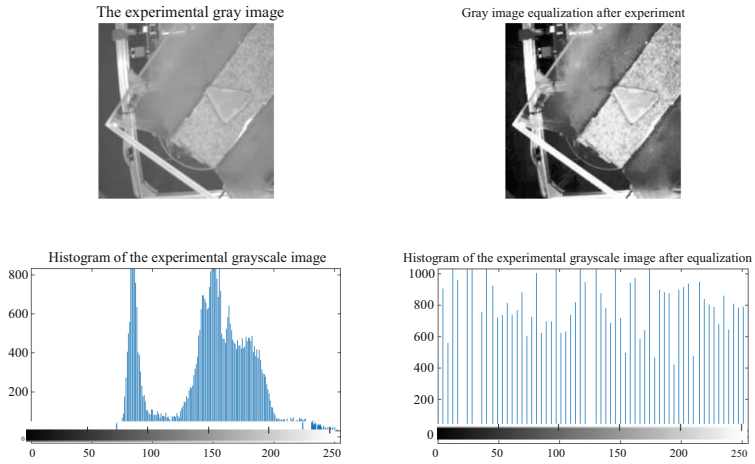 The experimental gray image
Gray image equalization after experiment
Histogram of the experimental grayscale image
800
600
400
200
0
0 50 100 150 200 250
Histogram of the experimental grayscale image after equalization
1000
800
600
400
200
0
0 50 100 150 200 250